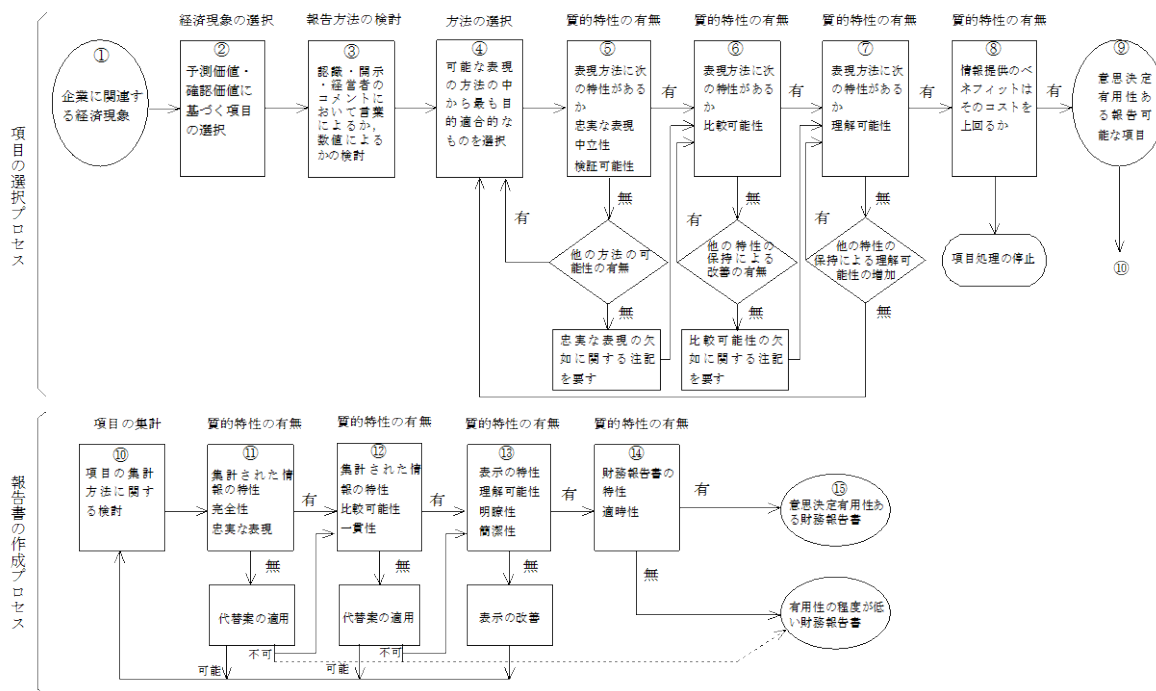 経済現象の選択
報告方法の検討
方法の選択
質的特性の有無
質的特性の有無
質的特性の有無
質的特性の有無
項目の選択プロセス
①
企業に関連す
る経済現象
②
予測価値・
確認価値に
基づく項目
の選択
③
認識・開示
・経営者の
コメントに
おいて言葉
によるか,
数値による
かの検討
④
可能な表現
の方法の中
から最も目
的適合的な
ものを選択
⑤
表現方法に次
の特性がある
か
忠実な表現
中立性
検証可能性
有
⑥
表現方法に次
の特性がある
か
比較可能性
有
⑦
表現方法に次
の特性がある
か
理解可能性
有
⑧
情報提供のベ
ネフィットは
そのコストを
上回るか
有
⑨
意思決定
有用性あ
る報告可
能な項目
無
無
無
有
有
有
他の方法の可
能性の有無
他の特性の
保持による
改善の有無
他の特性の
保持による理解可
能性の増加
項目処理の停止
⑩
無
無
無
忠実な表現の欠
如に関する注記
を要す
比較可能性の欠
如に関する注記
を要す
報告書の作成プロセス
項目の集計
質的特性の有無
質的特性の有無
質的特性の有無
質的特性の有無
⑩
項目の集計
方法に関す
る検討
⑪
集計された情
報の特性
完全性
忠実な表現
有
⑫
集計された情
報の特性
比較可能性
一貫性
有
⑬
表示の特性
理解可能性
明瞭性
簡潔性
有
⑭
財務報告書の
特性
適時性
有
⑮
意思決定有用性あ
る財務報告書
無
無
無
無
代替案の適用
代替案の適用
表示の改善
有用性の程度が低
い財務報告書
不可
不可
可能
可能